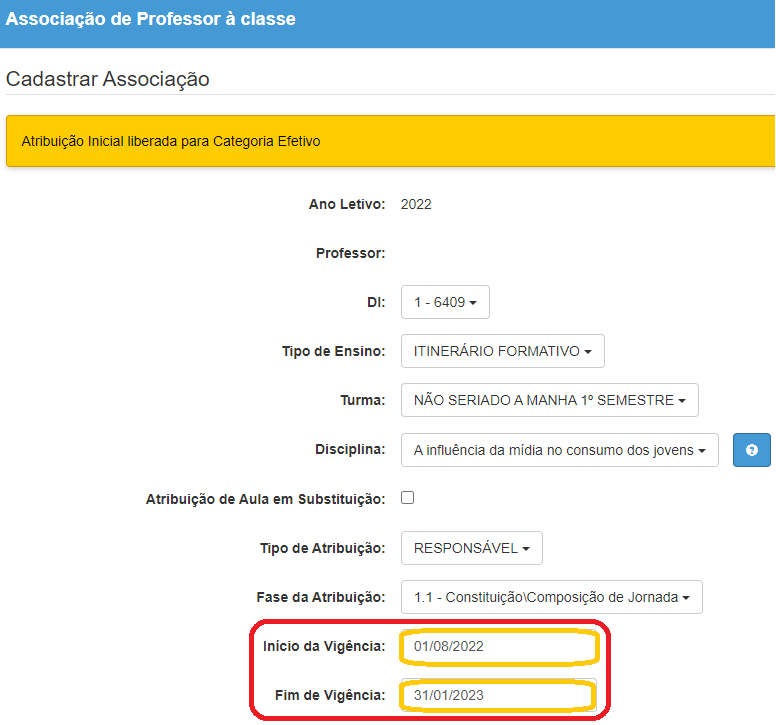 Associação de Professor à classe
Cadastrar Associação
Atribuição Inicial liberada para Categoria Efetivo
Ano Letivo: 2022
Professor:
DI: 1 - 6409
Tipo de Ensino: ITINERÁRIO FORMATIVO
Turma: NÃO SERIADO A MANHA 1º SEMESTRE
Disciplina: A influência da mídia no consumo dos jovens ?
Atribuição de Aula em Substituição:
Tipo de Atribuição: RESPONSÁVEL
Fase da Atribuição: 1.1 - Constituição\Composição de Jornada
Início da Vigência: 01/08/2022
Fim de Vigência: 31/01/2023